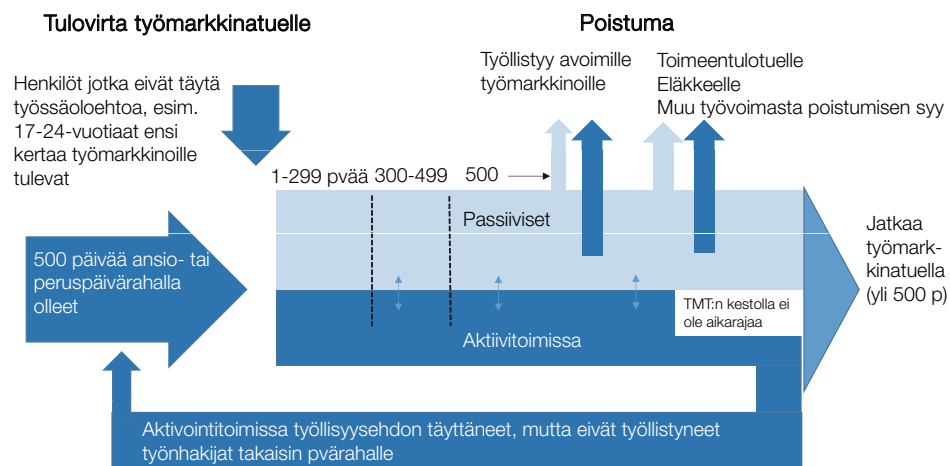 Tulovirta työmarkkinatuelle
Poistuma
Henkilöt jotka eivät täytä
työssäoloehtoa, esim.
17-24-vuotiaat ensi
kertaa työmarkkinoille
tulevat
Työllistyy avoimille
työmarkkinoille
Toimeentulotuelle
Eläkkeelle
Muu työvoimasta poistumisen syy
1-299 pvää
300-499
500
Passiiviset
500 päivää ansio- tai
peruspäivärahalla
olleet
Jatkaa
työmark-
kinatuella
(yli 500 p)
TMT:n kestolla ei
ole aikarajaa
Aktiivitoimissa
Aktivointitoimissa työllisyysehdon täyttäneet, mutta eivät työllistyneet
työnhakijat takaisin pvärahalle